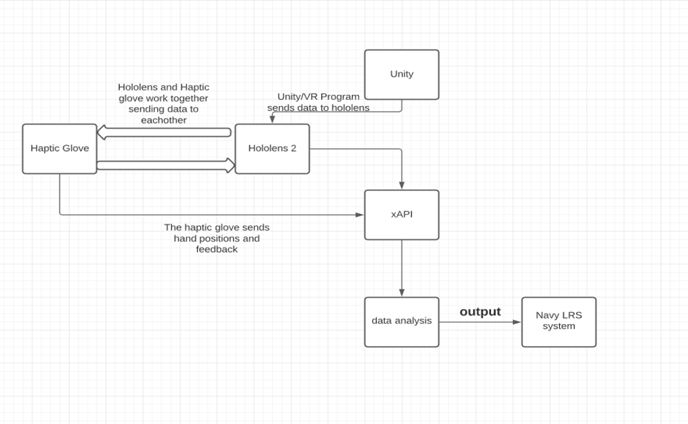 Unity
Hololens and Haptic
glove work together
sending data to
eachother
Unity/VR Program
sends data to hololens
Haptic Glove
Hololens 2
xAPI
The haptic glove sends
hand positions and
feedback
data analysis
output
Navy LRS
system